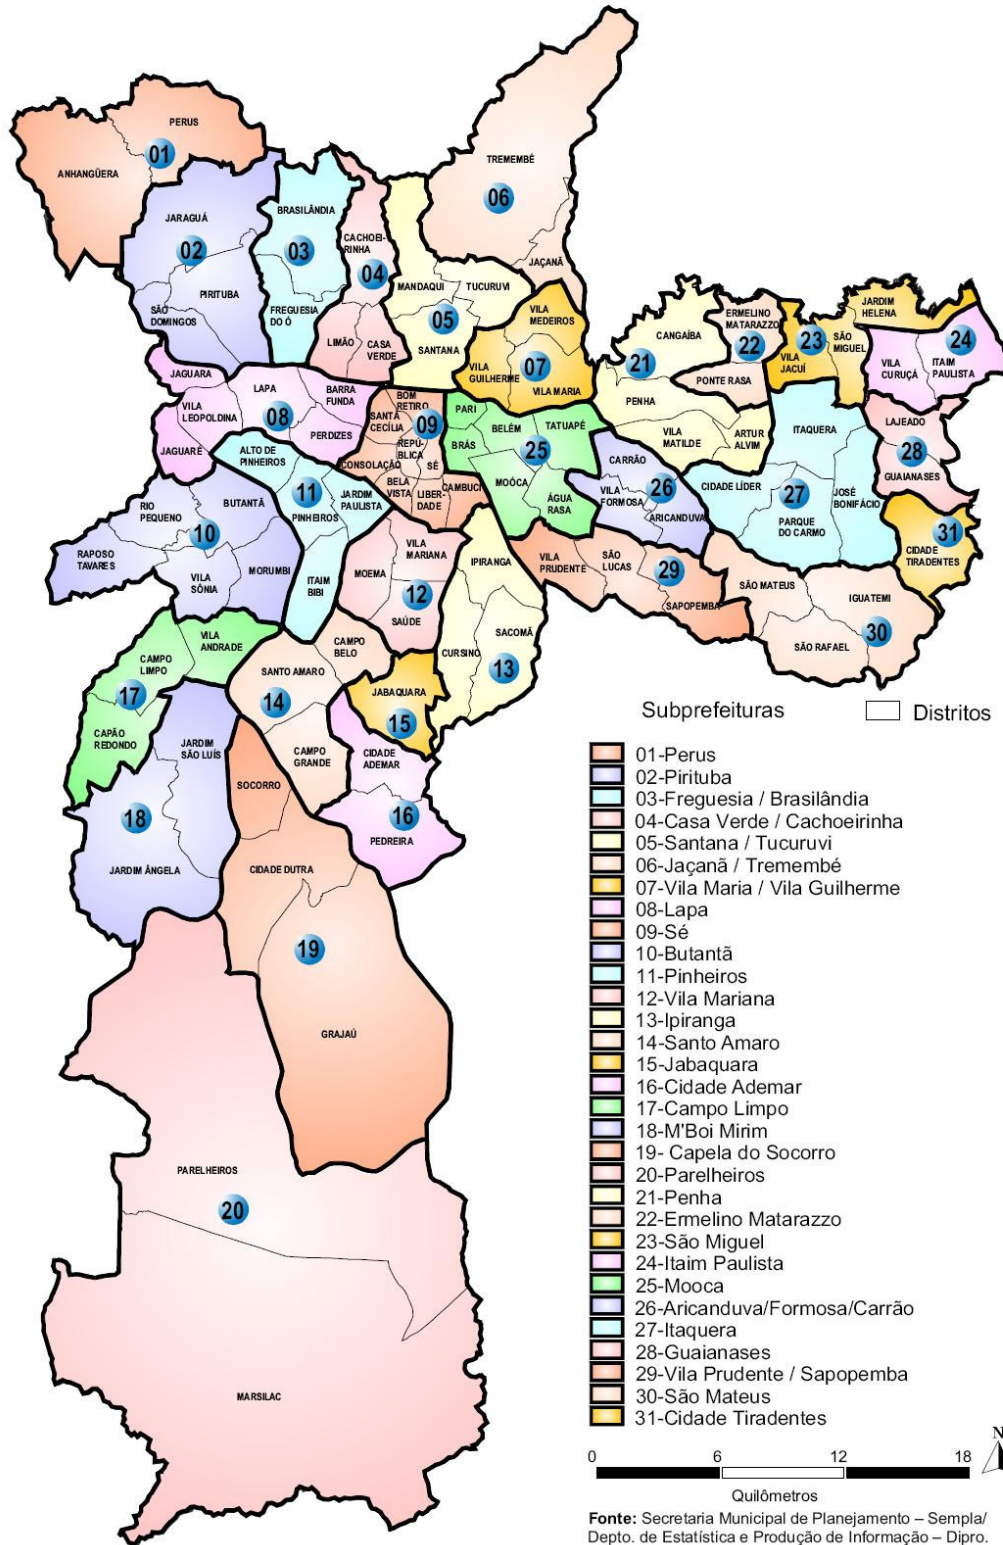 PERUS
01
ANHANGÜERA
TREMEMBÉ
06
JAÇANÃ
JARAGUÁ
02
PIRITUBA
SÃO
DOMINGOS
BRASILÂNDIA
03
FREGUESIA
DO Ó
CACHOEI-
RINHA
04
LIMÃO
CASA
VERDE
MANDAQUI
TUCURUVI
05
SANTANA
VILA
MEDEIROS
07
VILA
GUILHERME
VILA MARIA
CANGAÍBA
21
PENHA
VILA
MATILDE
ARTUR
ALVIM
ERMELINO
MATARAZZO
22
PONTE RASA
23
VILA
JACUÍ
SÃO
MIGUEL
JARDIM
HELENA
24
VILA
CURUÇÁ
ITAIM
PAULISTA
LAJEADO
28
GUAIANASES
JAGUARA
VILA
LEOPOLDINA
JAGUARÉ
LAPA
08
BARRA
FUNDA
PERDIZES
BOM
RETIRO
09
SANTA
CECÍLIA
REPÚ-
BLICA
CONSOLAÇÃO
SÉ
BELA
VISTA
LIBER-
DADE
CAMBUCI
PARI
BRÁS
BELÉM
TATUAPÉ
25
MOÓCA
ÁGUA
RASA
CARRÃO
26
VILA
FORMOSA
ARICANDUVA
ITAQUERA
CIDADE LÍDER
27
JOSÉ
BONIFÁCIO
PARQUE
DO CARMO
31
CIDADE
TIRADENTES
ALTO DE
PINHEIROS
11
PINHEIROS
JARDIM
PAULISTA
ITAIM
BIBI
RIO
PEQUENO
BUTANTÃ
10
RAPOSO
TAVARES
VILA
SÔNIA
MORUMBI
VILA
MARIANA
MOEMA
12
SAÚDE
IPIRANGA
CURSINO
SACOMÃ
13
VILA
PRUDENTE
SÃO
LUCAS
29
SAPOPEMBA
SÃO MATEUS
IGUATEMI
30
SÃO RAFAEL
VILA
ANDRADE
CAMPO
LIMPO
17
CAPÃO
REDONDO
CAMPO
BELO
SANTO AMARO
14
CAMPO
GRANDE
JABAQUARA
15
CIDADE
ADEMAR
16
PEDREIRA
JARDIM
SÃO LUÍS
18
JARDIM ÂNGELA
SOCORRO
CIDADE DUTRA
19
GRAJAÚ
PARELHEIROS
20
MARSILAC
Subprefeituras
Distritos
01-Perus
02-Pirituba
03-Freguesia / Brasilândia
04-Casa Verde / Cachoeirinha
05-Santana / Tucuruvi
06-Jaçanã / Tremembé
07-Vila Maria / Vila Guilherme
08-Lapa
09-Sé
10-Butantã
11-Pinheiros
12-Vila Mariana
13-Ipiranga
14-Santo Amaro
15-Jabaquara
16-Cidade Ademar
17-Campo Limpo
18-M'Boi Mirim
19- Capela do Socorro
20-Parelheiros
21-Penha
22-Ermelino Matarazzo
23-São Miguel
24-Itaim Paulista
25-Mooca
26-Aricanduva/Formosa/Carrão
27-Itaquera
28-Guaianases
29-Vila Prudente / Sapopemba
30-São Mateus
31-Cidade Tiradentes
N
0 6 12 18
Quilômetros
Fonte: Secretaria Municipal de Planejamento – Sempla/
Depto. de Estatística e Produção de Informação – Dipro.